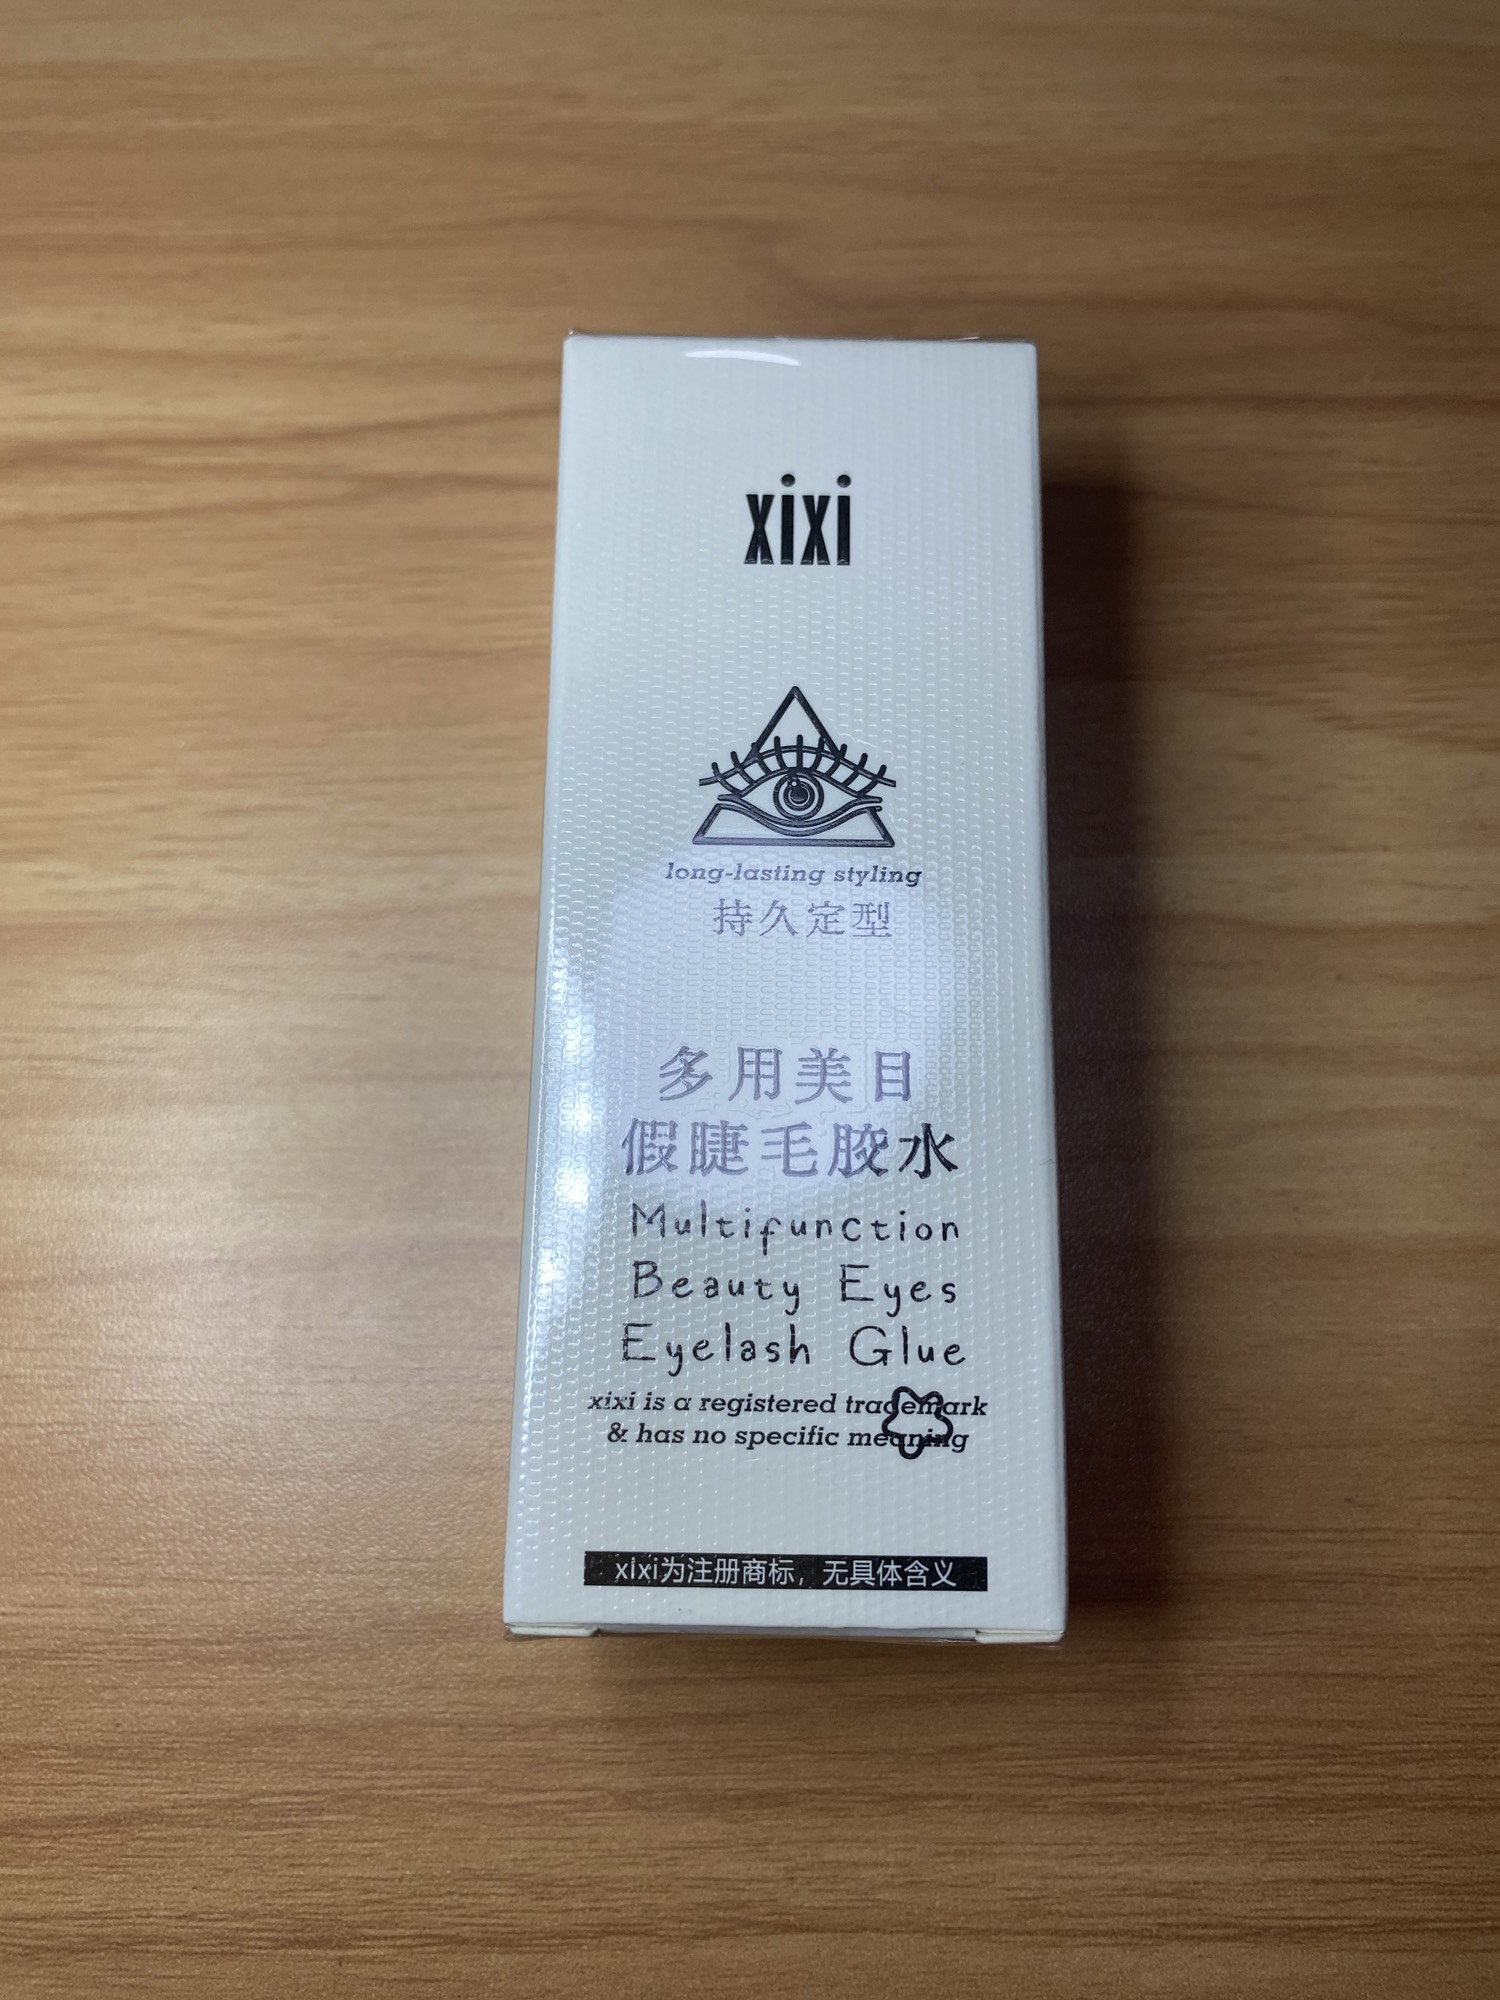 xixi
long-lasting styling
持久定型
多用美目
假睫毛胶水
Multifunction
Beauty Eyes
Eyelash Glue
xixi is a registered trademark
& has no specific meaning
xixi为注册商标，无具体含义